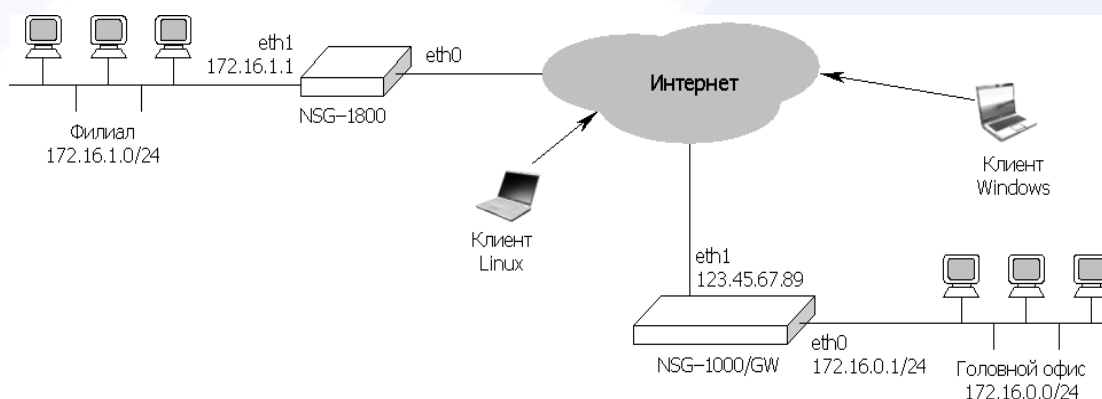 eth1
172.16.1.1
eth0
NSG–1800
Филиал
172.16.1.0/24
Интернет
Клиент
Linux
Клиент
Windows
eth1
123.45.67.89
NSG–1000/GW
eth0
172.16.0.1/24
Головной офис
172.16.0.0/24